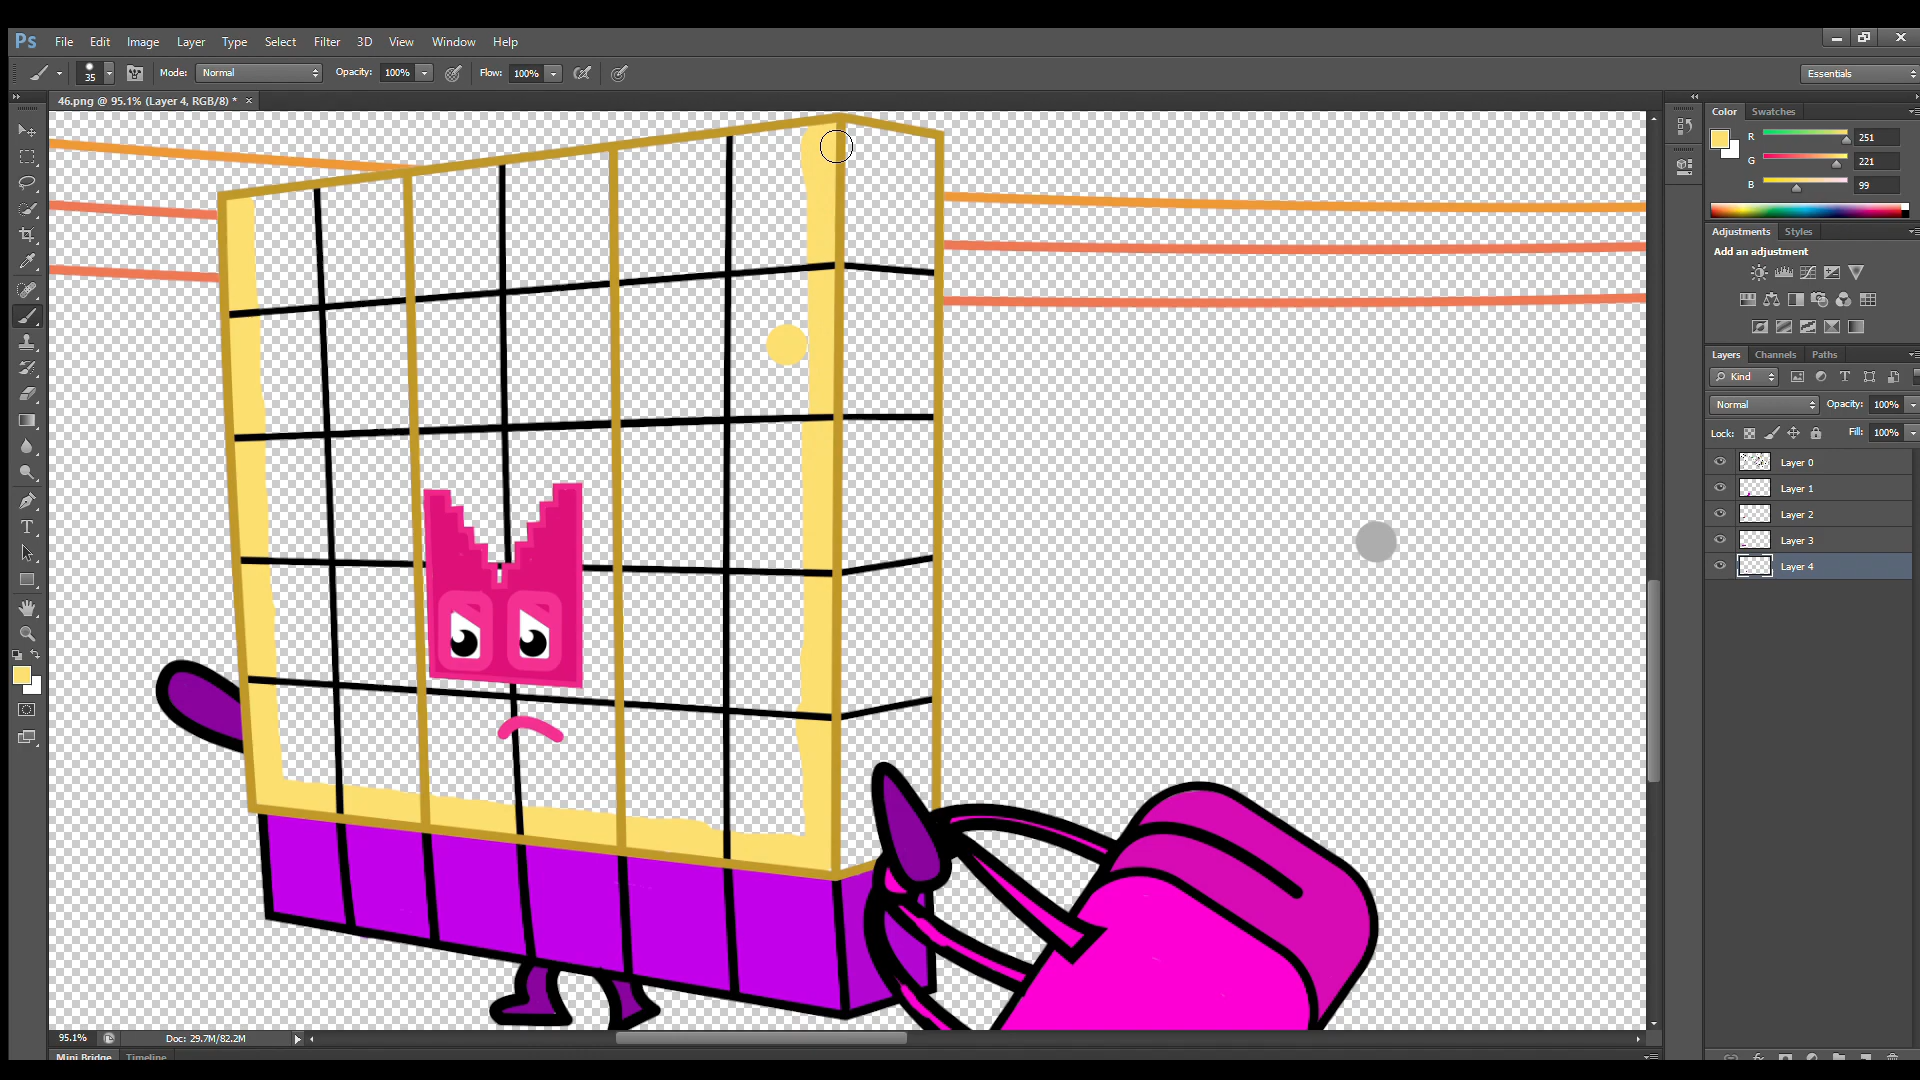 Ps File Edit Image Layer Type Select Filter 3D View Window Help
35 Mode: Normal Opacity: 100% Flow: 100% Essentials
46.png @ 95.1% (Layer 4, RGB/8) * ×
Color Swatches
R 251
G 221
B 99
Adjustments Styles
Add an adjustment
Layers Channels Paths
Kind
Normal Opacity: 100%
Lock: Fill: 100%
Layer 0
Layer 1
Layer 2
Layer 3
Layer 4
95.1% Doc: 29.7M/82.2M
Mini Bridge Timeline